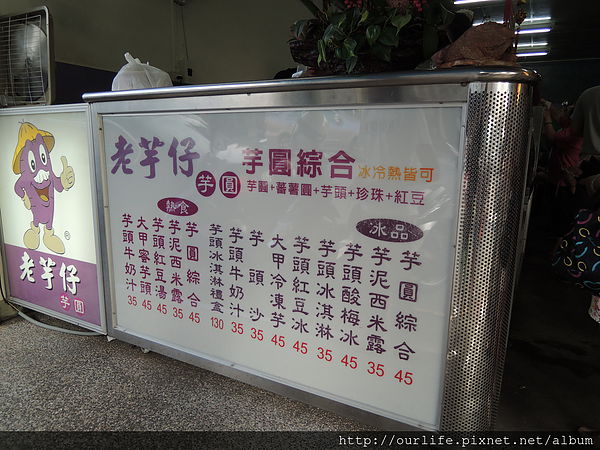 老芋仔
芋圓
老芋仔
芋圓
芋圓綜合 冰冷熱皆可
芋圓+蕃薯圓+芋頭+珍珠+紅豆
冰品
芋圓綜合 45
芋泥西米露 35
芋頭酸梅冰 45
芋頭冰淇淋 35
芋頭紅豆冰 45
大甲冷凍芋 45
芋頭沙 35
芋頭牛奶汁 35
芋頭冰淇淋禮盒 130
熱食
芋圓綜合 45
芋泥西米露 35
芋頭紅豆湯 45
大甲蜜芋頭 45
芋頭牛奶汁 35
http://ourlife.pixnet.net/album